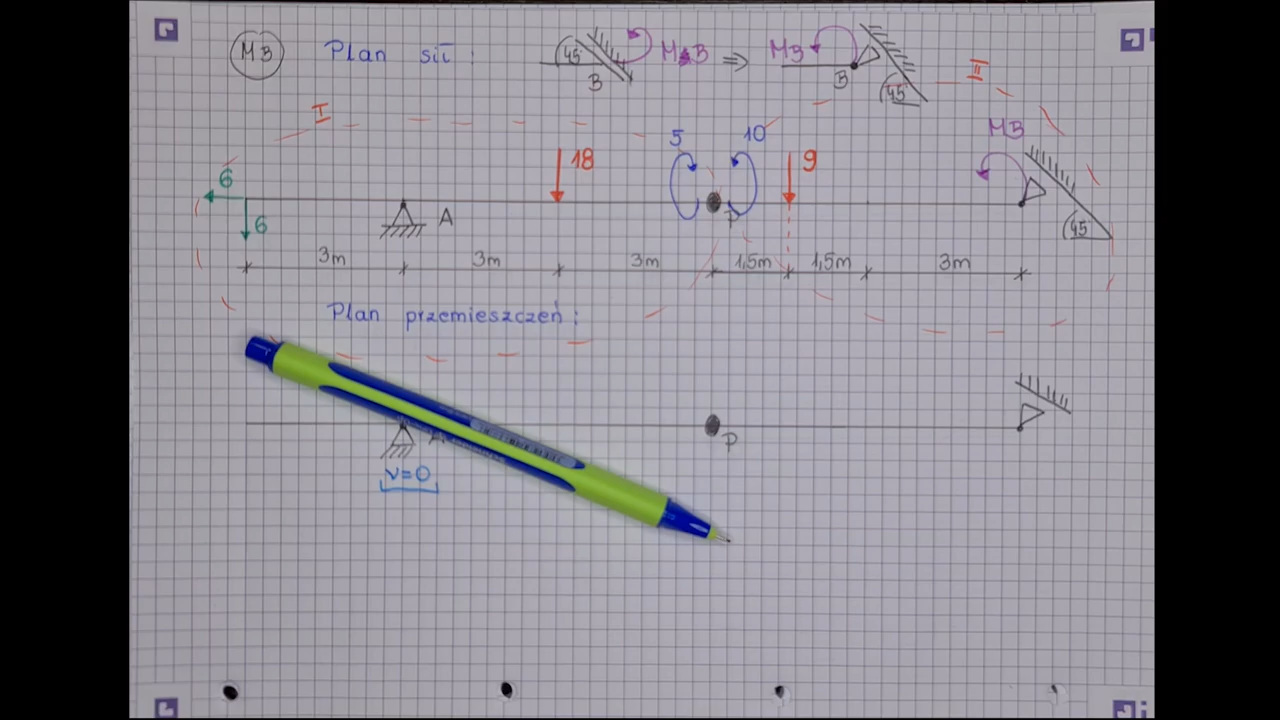 MB Plan sił: 45 B MB ⇒ MB B 45 II
I
5 10 MB
18 9
6
6 A P 45
3m 3m 3m 1,5m 1,5m 3m
Plan przemieszczeń:
P
v=0